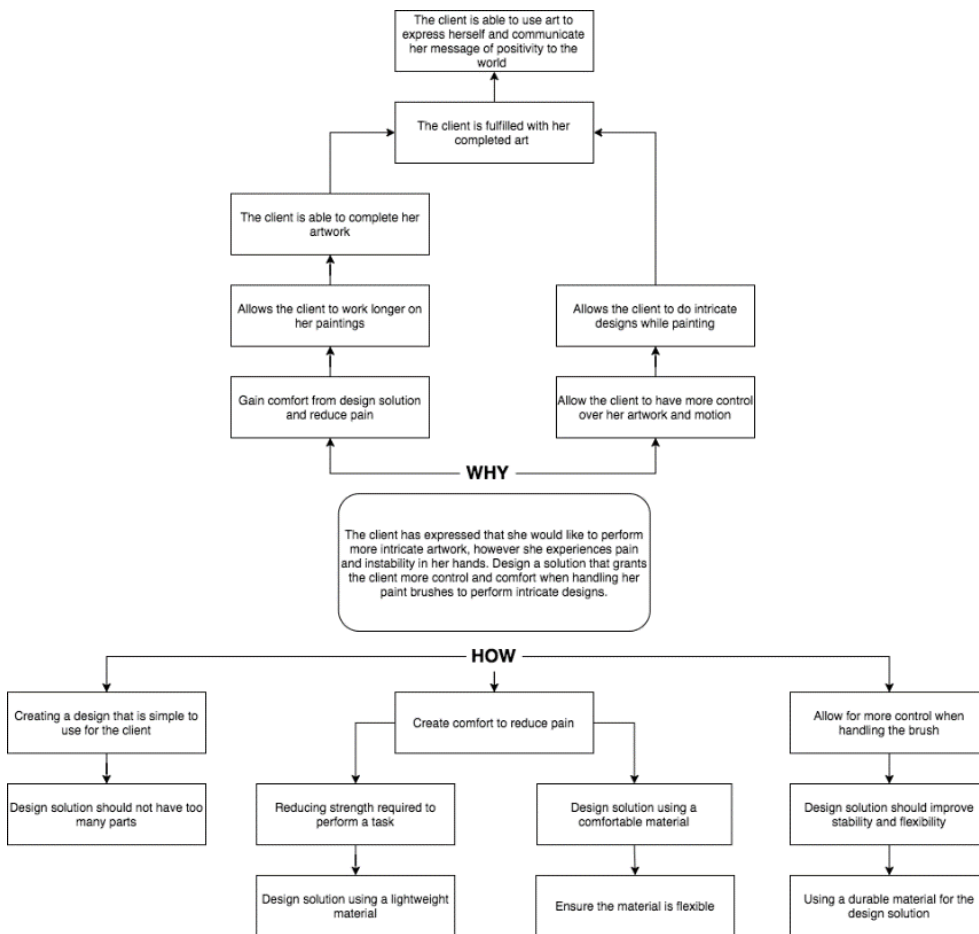 The client is able to use art to
express herself and communicate
her message of positivity to the
world
The client is fulfilled with her
completed art
The client is able to complete her
artwork
Allows the client to work longer on
her paintings
Allows the client to do intricate
designs while painting
Gain comfort from design solution
and reduce pain
Allow the client to have more control
over her artwork and motion
WHY
The client has expressed that she would like to perform
more intricate artwork, however she experiences pain
and instability in her hands. Design a solution that grants
the client more control and comfort when handling her
paint brushes to perform intricate designs.
HOW
Creating a design that is simple to
use for the client
Create comfort to reduce pain
Allow for more control when
handling the brush
Design solution should not have too
many parts
Reducing strength required to
perform a task
Design solution using a
comfortable material
Design solution should improve
stability and flexibility
Design solution using a lightweight
material
Ensure the material is flexible
Using a durable material for the
design solution